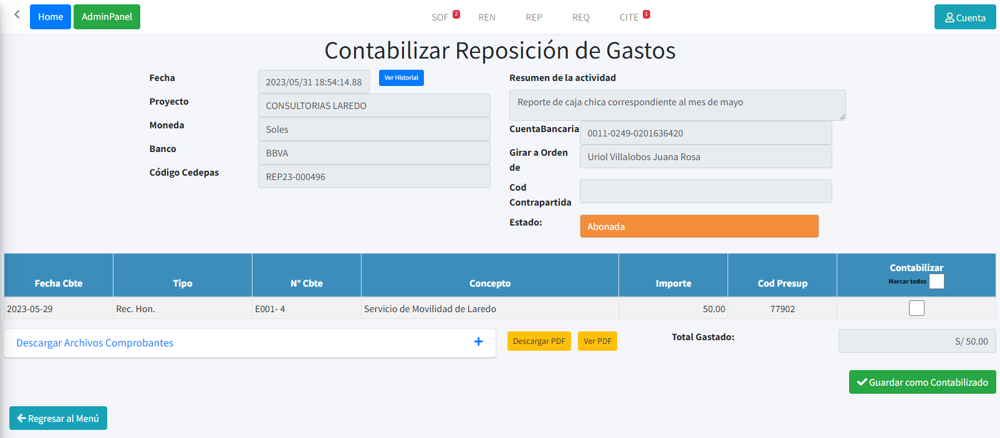 Home
AdminPanel
SOF 2
REN
REP
REQ
CITE 1
Cuenta
Contabilizar Reposición de Gastos
Fecha
2023/05/31 18:54:14.88
Ver Historial
Proyecto
CONSULTORIAS LAREDO
Moneda
Soles
Banco
BBVA
Código Cedepas
REP23-000496
Resumen de la actividad
Reporte de caja chica correspondiente al mes de mayo
CuentaBancaria
0011-0249-0201636420
Girar a Orden
de
Uriol Villalobos Juana Rosa
Cod
Contrapartida
Estado:
Abonada
Fecha Cbte
Tipo
N° Cbte
Concepto
Importe
Cod Presup
Contabilizar
Marcar todos
2023-05-29
Rec. Hon.
E001- 4
Servicio de Movilidad de Laredo
50.00
77902
Descargar Archivos Comprobantes
Descargar PDF
Ver PDF
Total Gastado:
S/ 50.00
Guardar como Contabilizado
Regresar al Menú